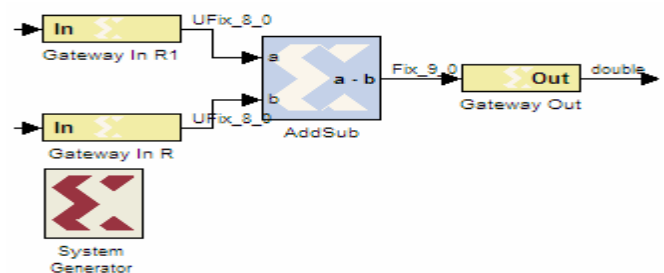 In
UFix_8_0
Gateway In R1
a
a - b
b
Fix_9_0
Out
double
Gateway Out
In
UFix_8_0
Gateway In R
AddSub
System
Generator